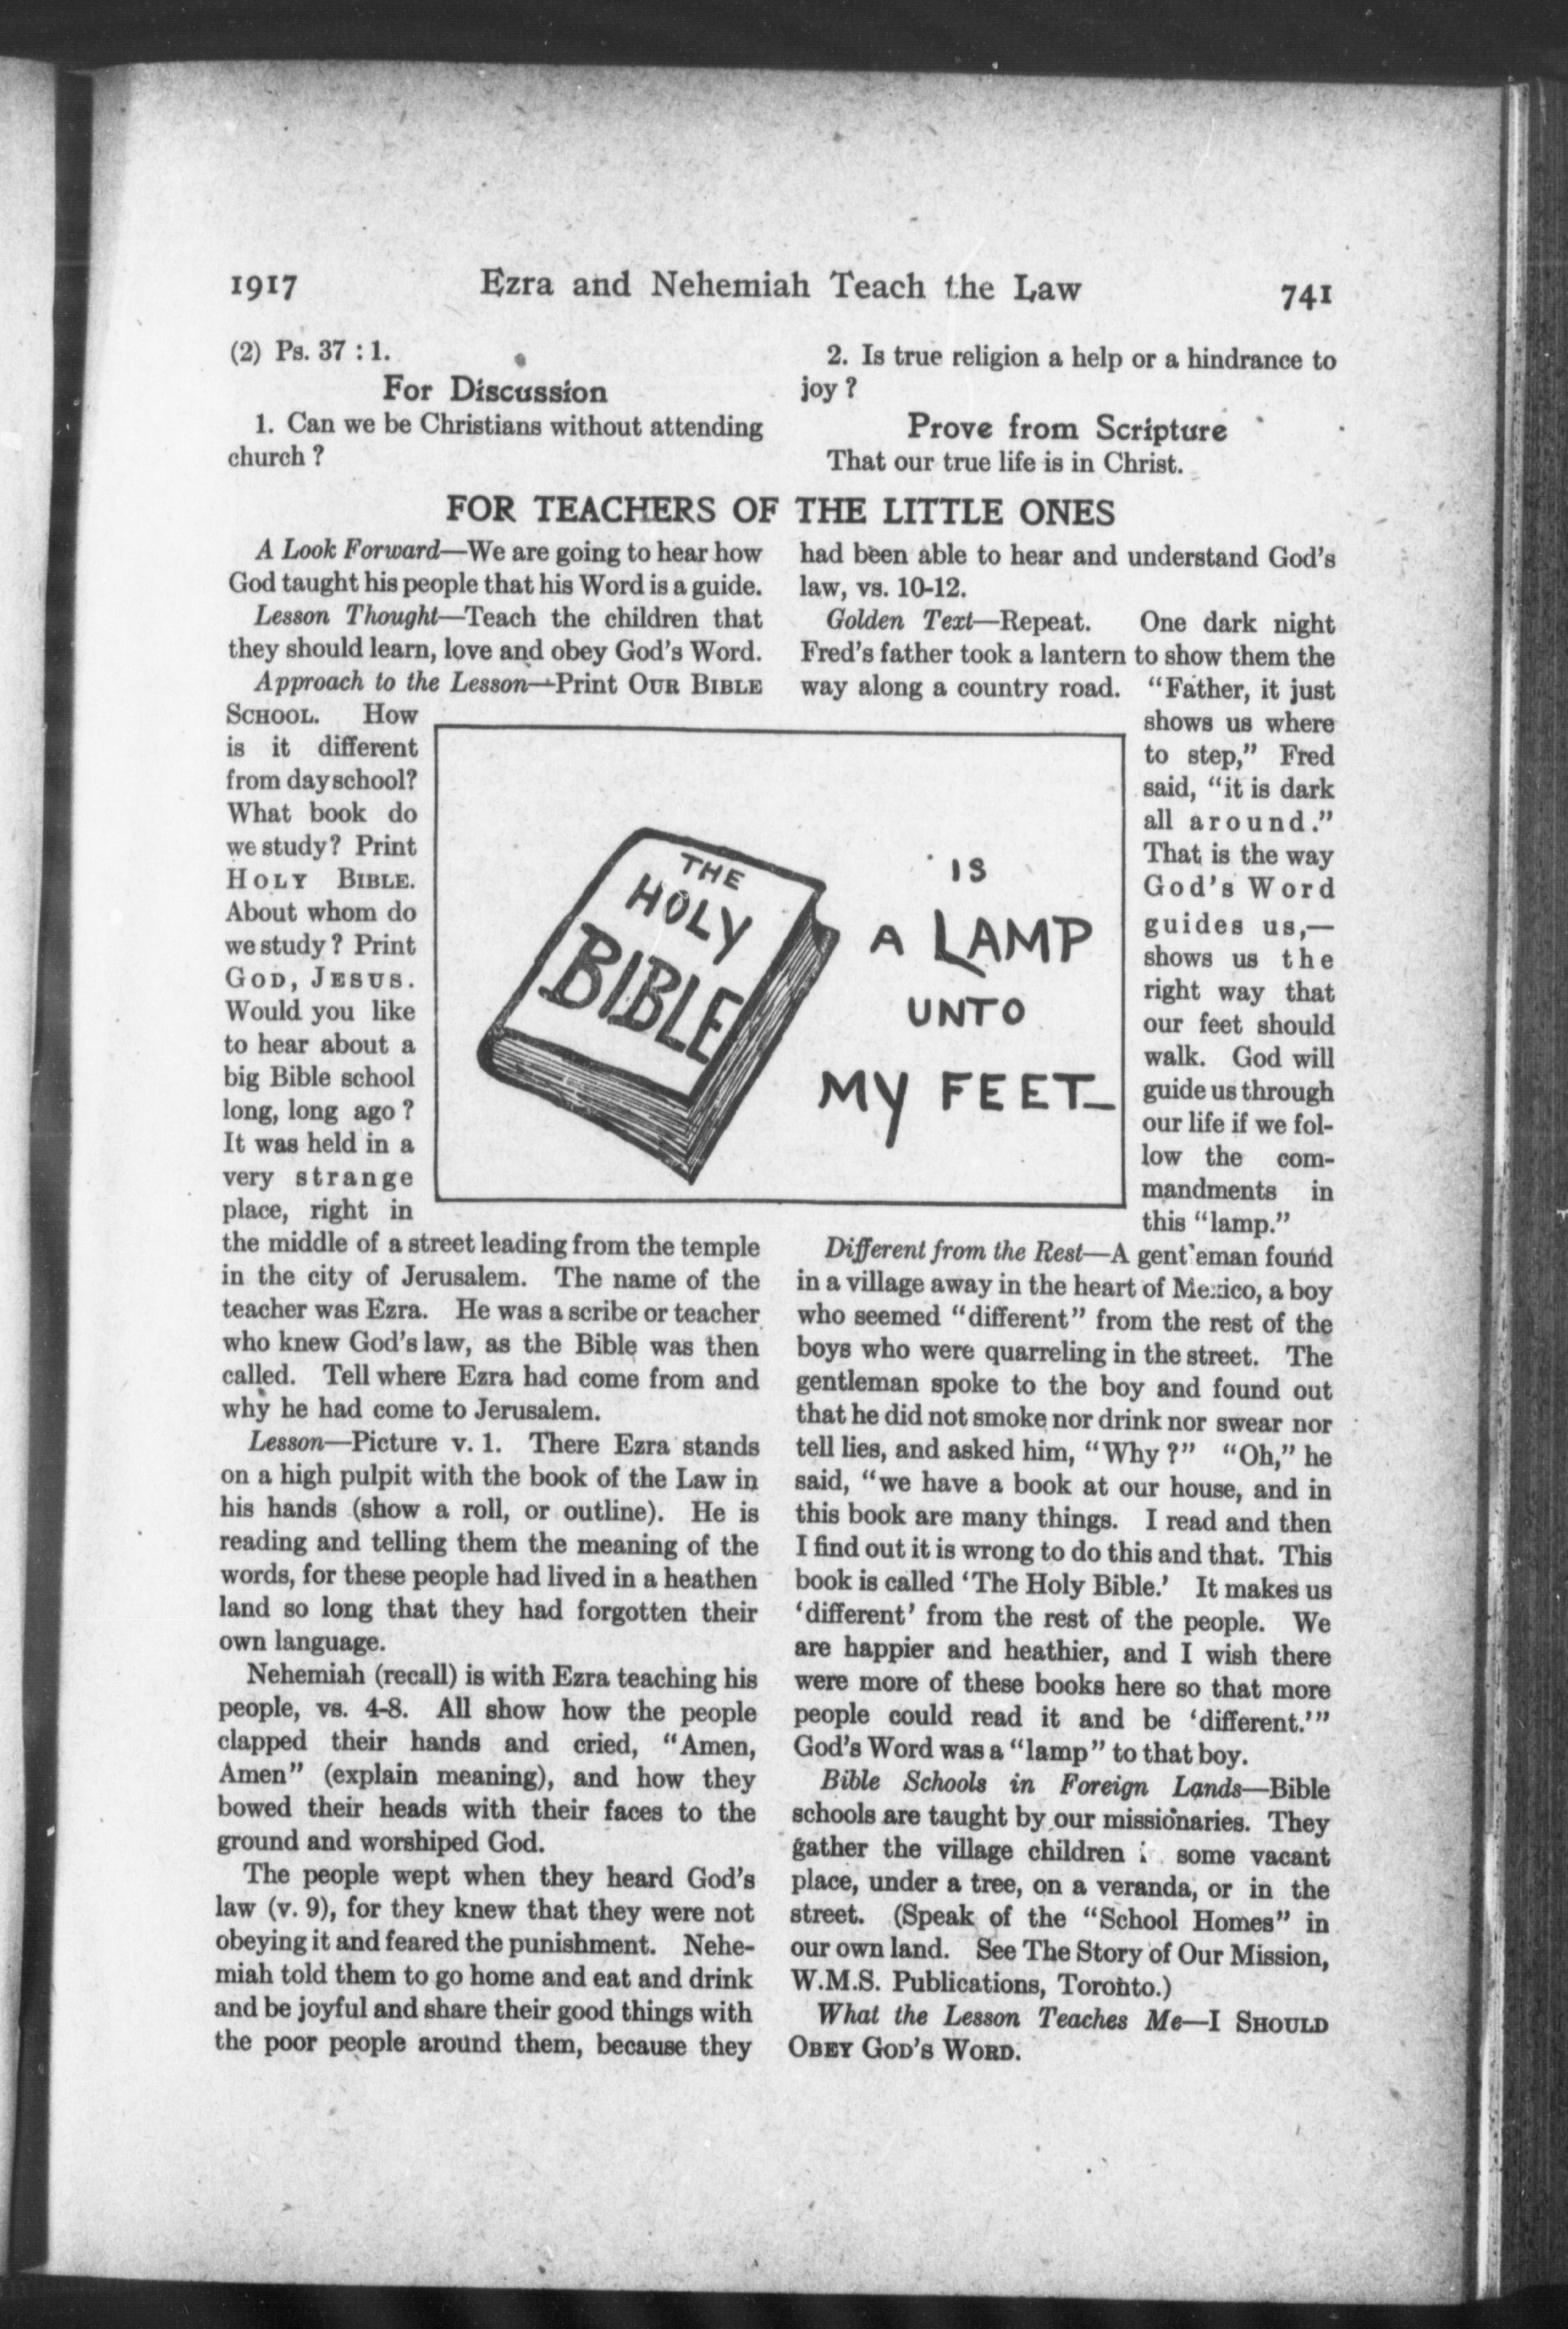 1917 Ezra and Nehemiah Teach the Law 741
(2) Ps. 37 : 1.
For Discussion
1. Can we be Christians without attending
church ?
2. Is true religion a help or a hindrance to
joy ?
Prove from Scripture
That our true life is in Christ.
FOR TEACHERS OF THE LITTLE ONES
A Look Forward—We are going to hear how
God taught his people that his Word is a guide.
Lesson Thought—Teach the children that
they should learn, love and obey God's Word.
Approach to the Lesson—Print OUR BIBLE
SCHOOL. How
is it different
from day school?
What book do
we study? Print
HOLY BIBLE.
About whom do
we study ? Print
GOD, JESUS.
Would you like
to hear about a
big Bible school
long, long ago ?
It was held in a
very strange
place, right in
the middle of a street leading from the temple
in the city of Jerusalem. The name of the
teacher was Ezra. He was a scribe or teacher
who knew God's law, as the Bible was then
called. Tell where Ezra had come from and
why he had come to Jerusalem.
Lesson—Picture v. 1. There Ezra stands
on a high pulpit with the book of the Law in
his hands (show a roll, or outline). He is
reading and telling them the meaning of the
words, for these people had lived in a heathen
land so long that they had forgotten their
own language.
Nehemiah (recall) is with Ezra teaching his
people, vs. 4-8. All show how the people
clapped their hands and cried, "Amen,
Amen" (explain meaning), and how they
bowed their heads with their faces to the
ground and worshiped God.
The people wept when they heard God's
law (v. 9), for they knew that they were not
obeying it and feared the punishment. Nehe-
miah told them to go home and eat and drink
and be joyful and share their good things with
the poor people around them, because they
THE
HOLY
BIBLE
IS
A LAMP
UNTO
MY FEET—
had been able to hear and understand God's
law, vs. 10-12.
Golden Text—Repeat. One dark night
Fred's father took a lantern to show them the
way along a country road. "Father, it just
shows us where
to step," Fred
said, "it is dark
all around."
That is the way
God's Word
guides us,—
shows us the
right way that
our feet should
walk. God will
guide us through
our life if we fol-
low the com-
mandments in
this "lamp."
Different from the Rest—A gent'eman found
in a village away in the heart of Mexico, a boy
who seemed "different" from the rest of the
boys who were quarreling in the street. The
gentleman spoke to the boy and found out
that he did not smoke nor drink nor swear nor
tell lies, and asked him, "Why ?" "Oh," he
said, "we have a book at our house, and in
this book are many things. I read and then
I find out it is wrong to do this and that. This
book is called 'The Holy Bible.' It makes us
'different' from the rest of the people. We
are happier and heathier, and I wish there
were more of these books here so that more
people could read it and be 'different.'"
God's Word was a "lamp" to that boy.
Bible Schools in Foreign Lands—Bible
schools are taught by our missionaries. They
gather the village children some vacant
place, under a tree, on a veranda, or in the
street. (Speak of the "School Homes" in
our own land. See The Story of Our Mission,
W.M.S. Publications, Toronto.)
What the Lesson Teaches Me—I SHOULD
OBEY GOD'S WORD.